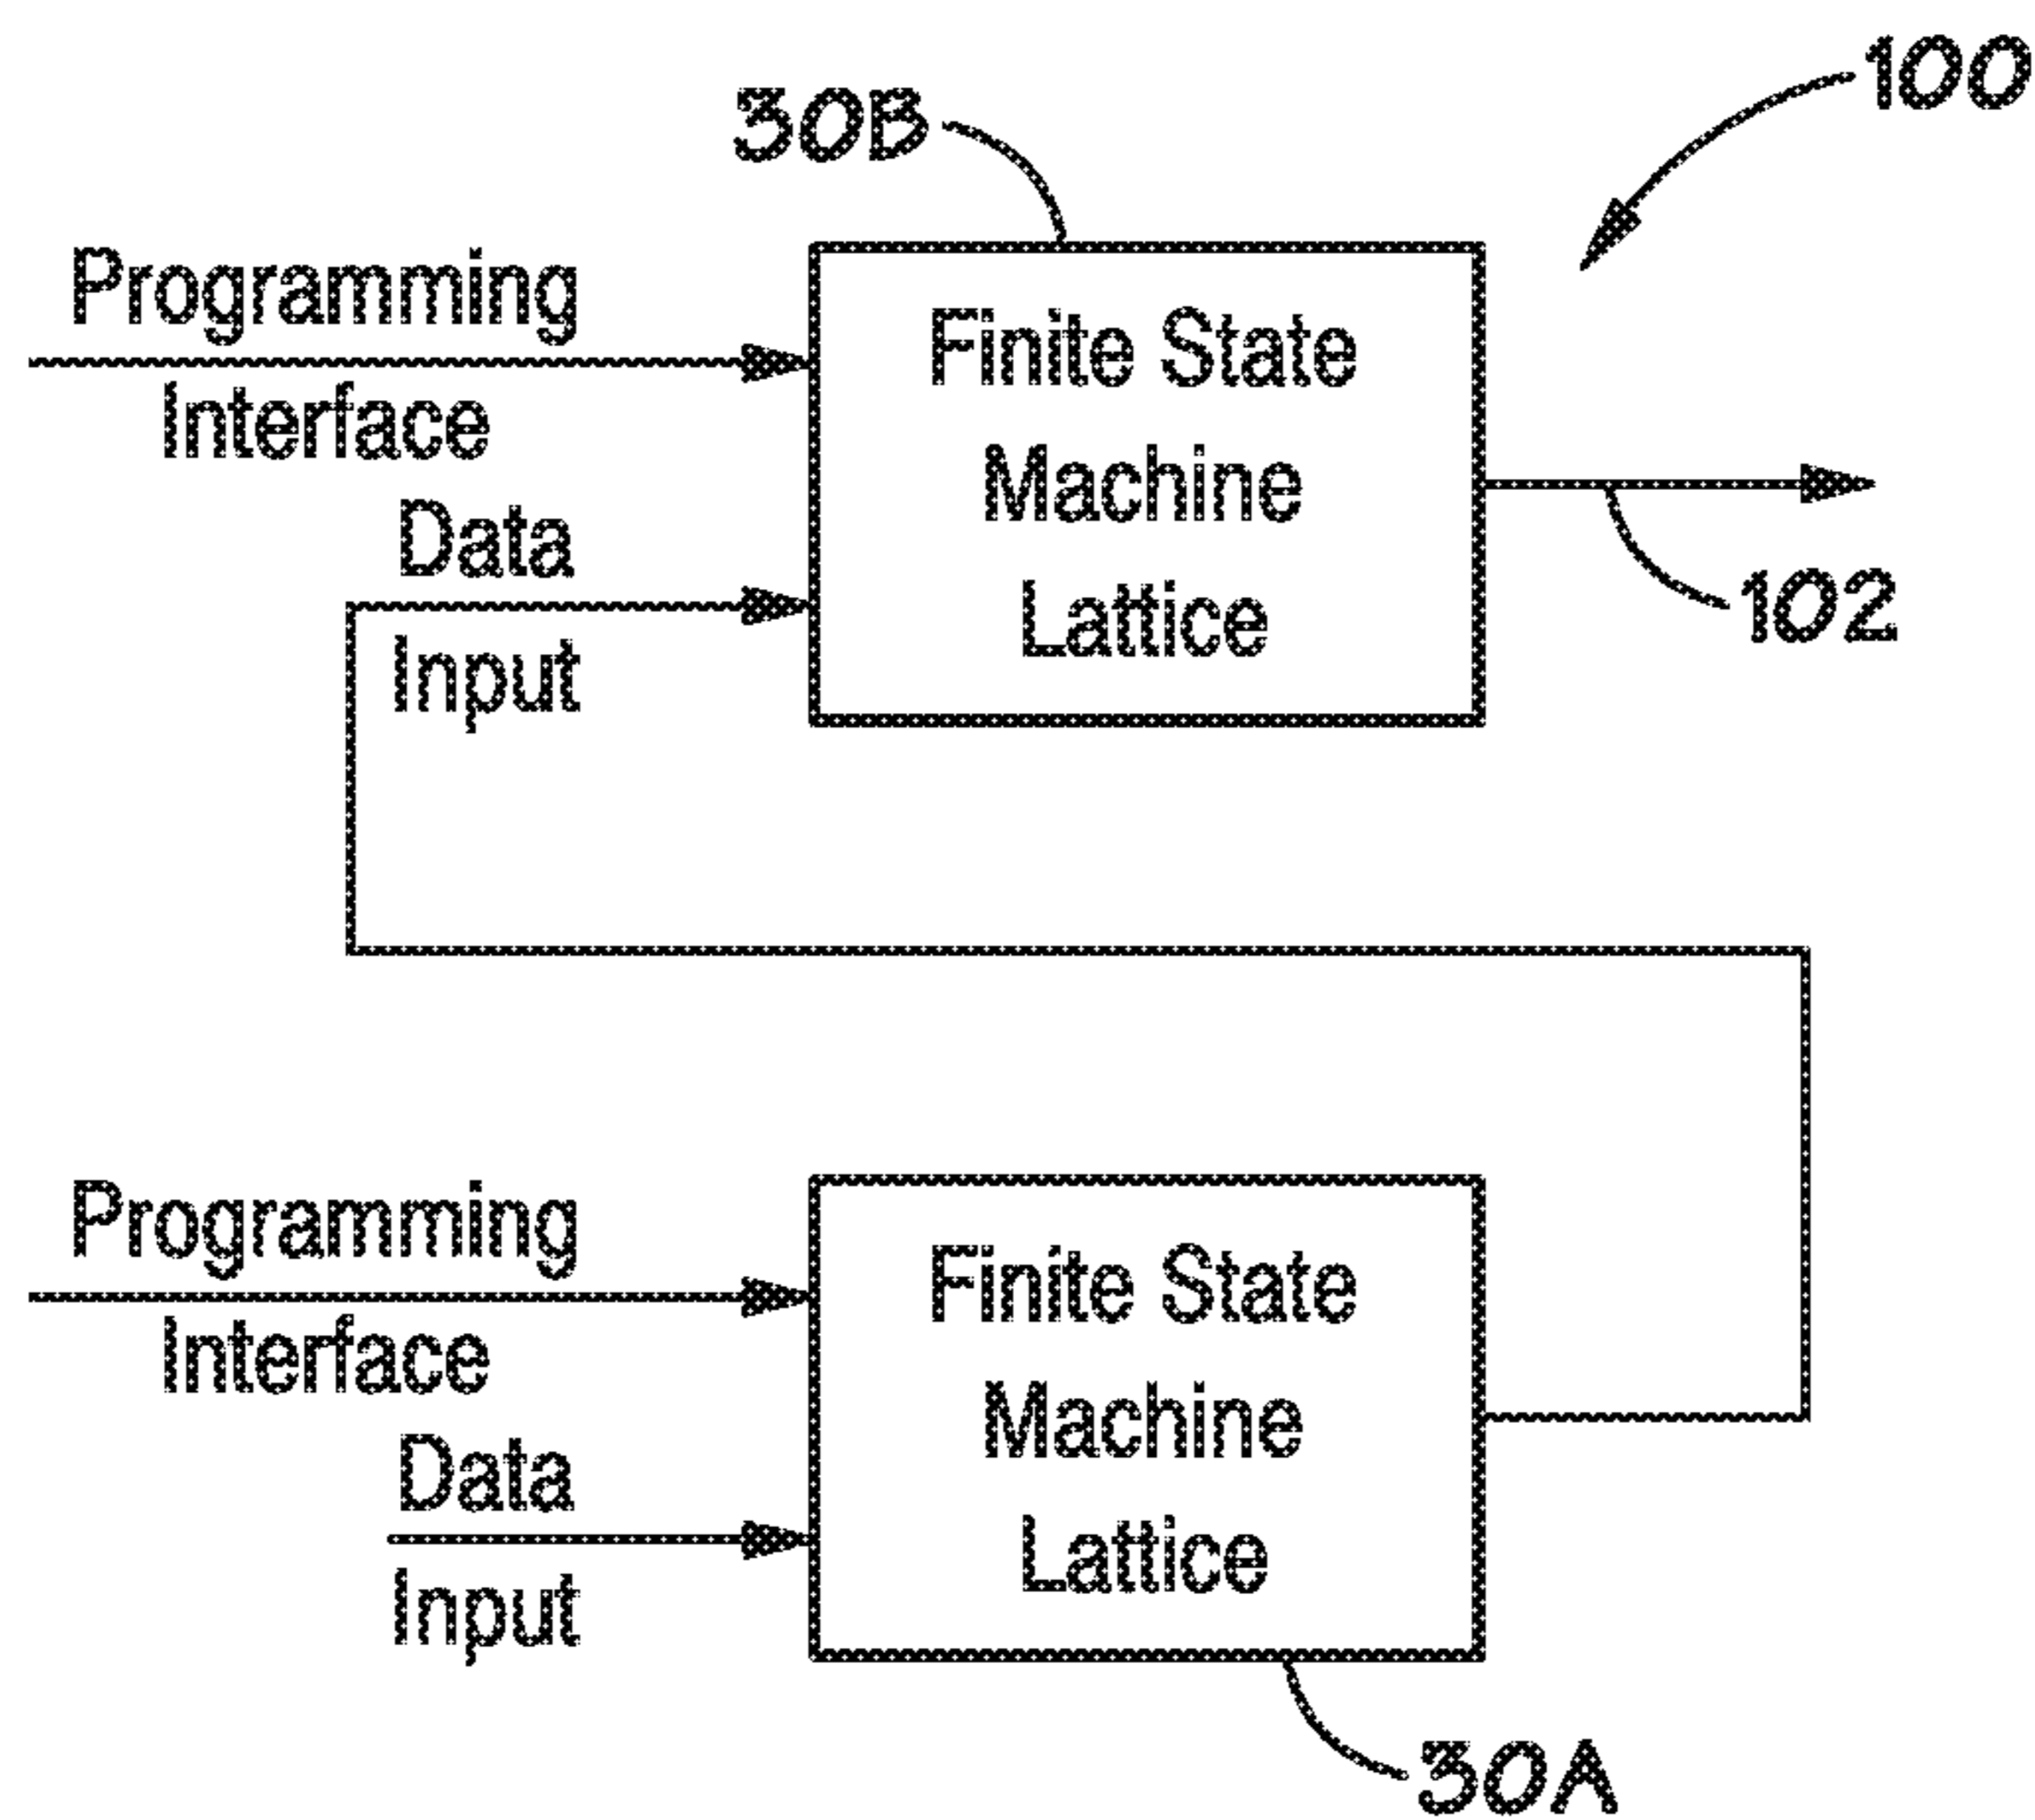 100
30B
Programming
Interface
Data
Input
Finite State
Machine
Lattice
102
Programming
Interface
Data
Input
Finite State
Machine
Lattice
30A